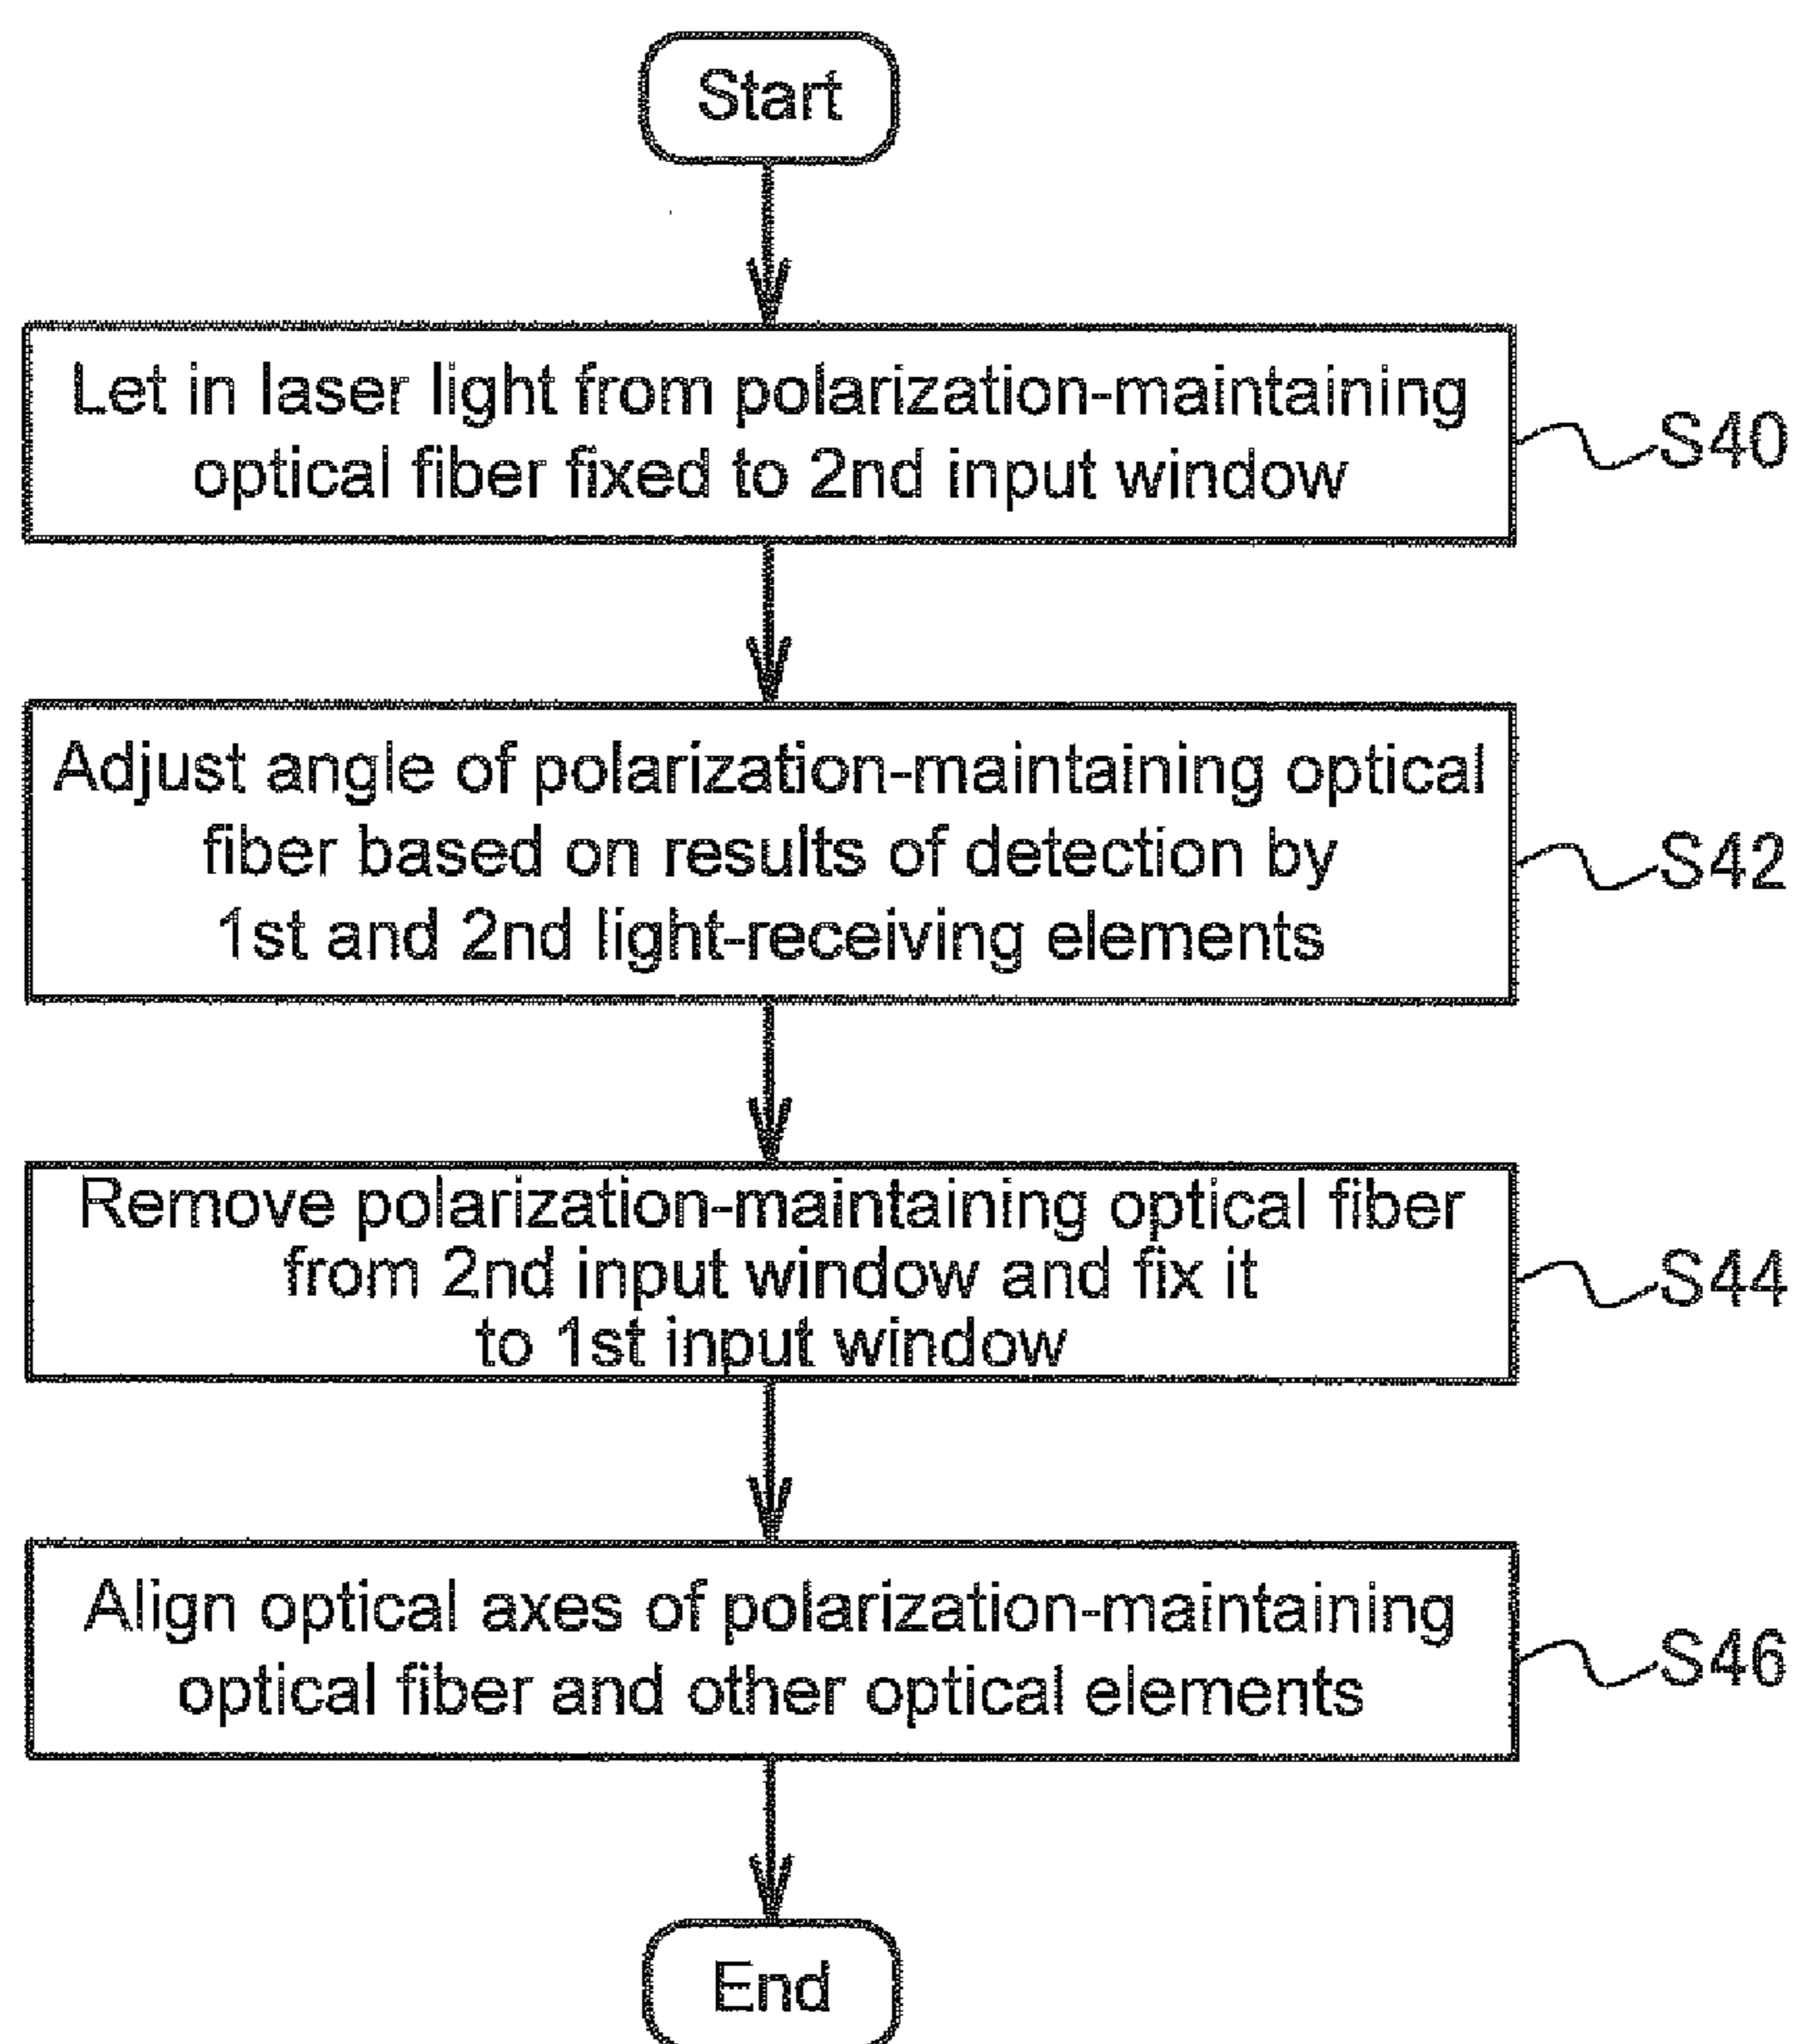 Start
Let in laser light from polarization-maintaining
optical fiber fixed to 2nd input window
S40
Adjust angle of polarization-maintaining optical
fiber based on results of detection by
1st and 2nd light-receiving elements
S42
Remove polarization-maintaining optical fiber
from 2nd input window and fix it
to 1st input window
S44
Align optical axes of polarization-maintaining
optical fiber and other optical elements
S46
End